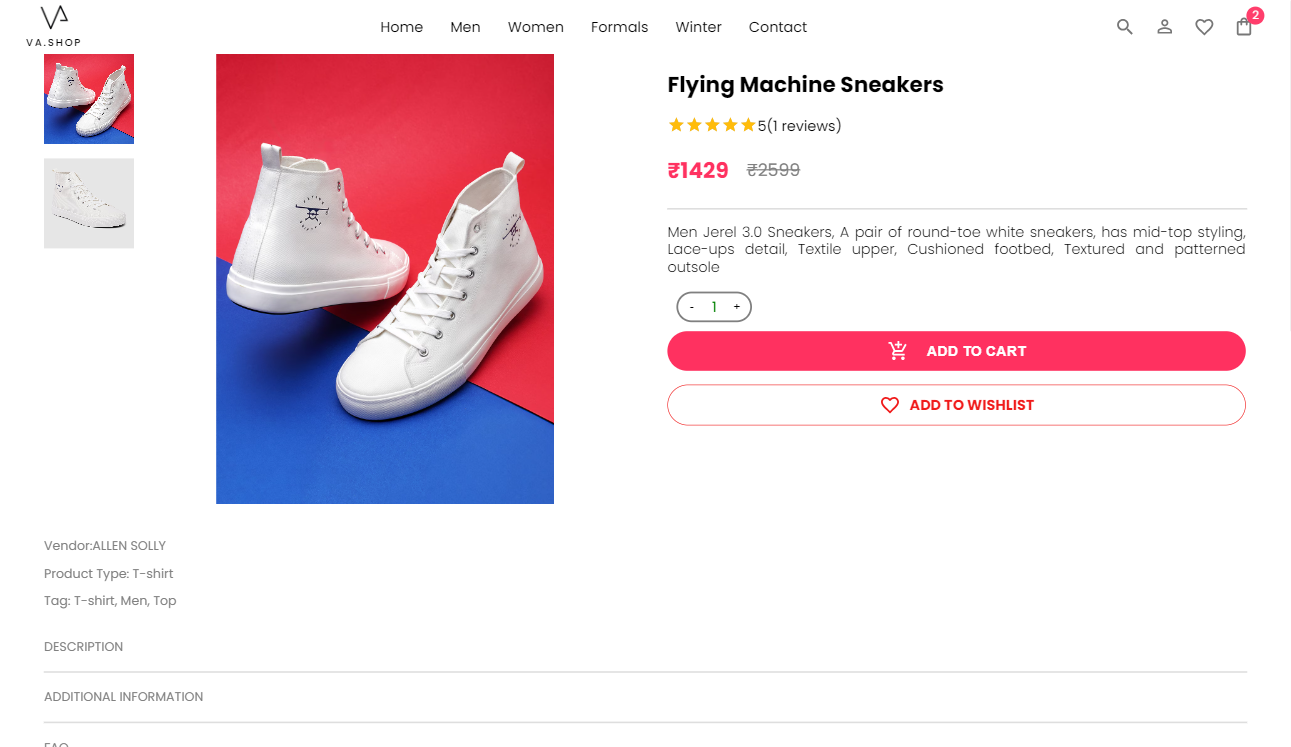 VA
VA.SHOP
Home Men Women Formals Winter Contact
2
Flying Machine Sneakers
5(1 reviews)
₹1429 ₹2599
Men Jerel 3.0 Sneakers, A pair of round-toe white sneakers, has mid-top styling,
Lace-ups detail, Textile upper, Cushioned footbed, Textured and patterned
outsole
- 1 +
ADD TO CART
ADD TO WISHLIST
Vendor:ALLEN SOLLY
Product Type: T-shirt
Tag: T-shirt, Men, Top
DESCRIPTION
ADDITIONAL INFORMATION
FAQ